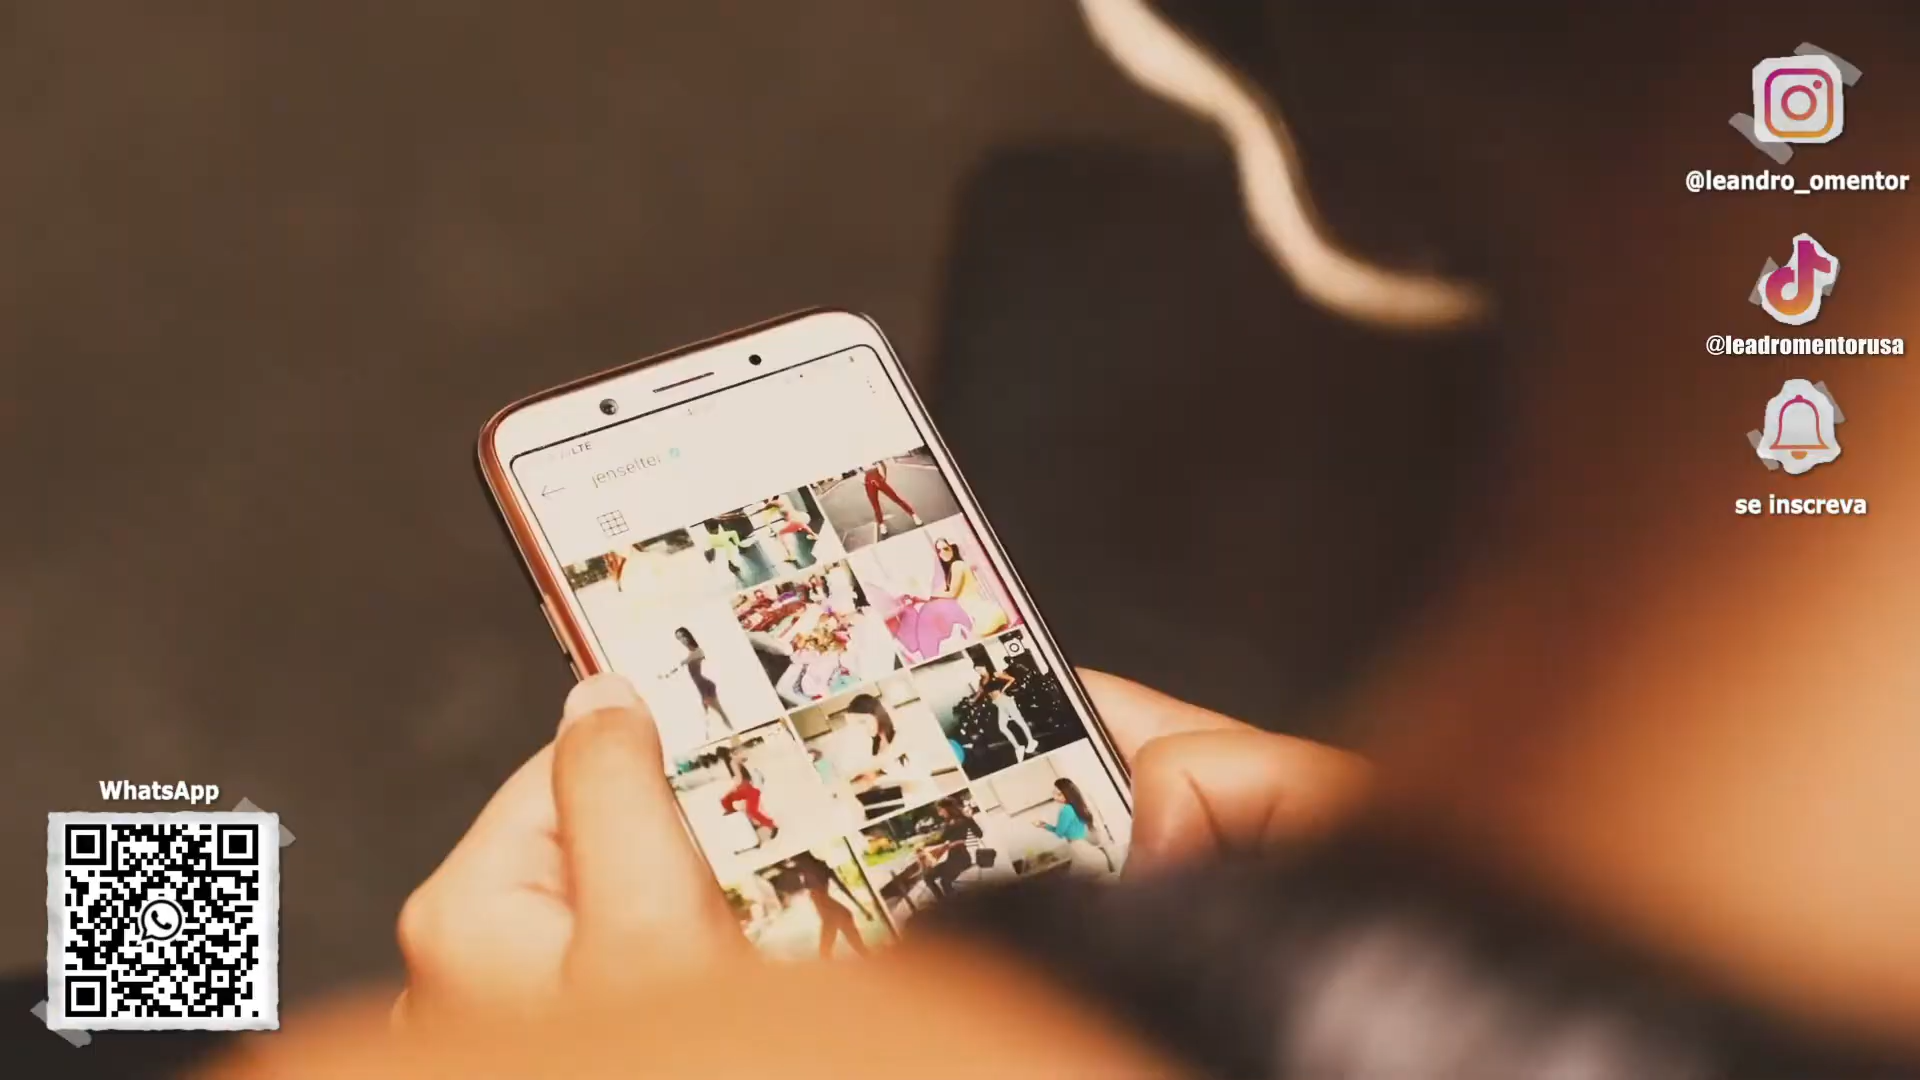 @leandro_omentor
@leadromentorusa
se inscreva
LTE
jenselter
WhatsApp